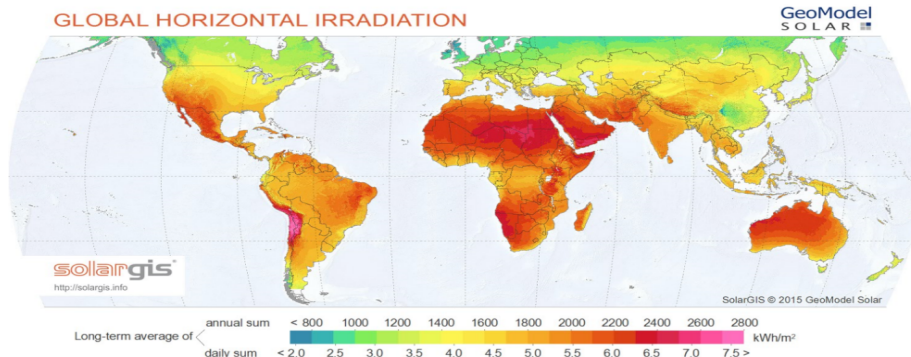 GLOBAL HORIZONTAL IRRADIATION
GeoModel
SOLAR
solargis
http://solargis.info
SolarGIS © 2015 GeoModel Solar
Long-term average of
annual sum < 800 1000 1200 1400 1600 1800 2000 2200 2400 2600 2800
kWh/m²
daily sum < 2.0 2.5 3.0 3.5 4.0 4.5 5.0 5.5 6.0 6.5 7.0 7.5 >